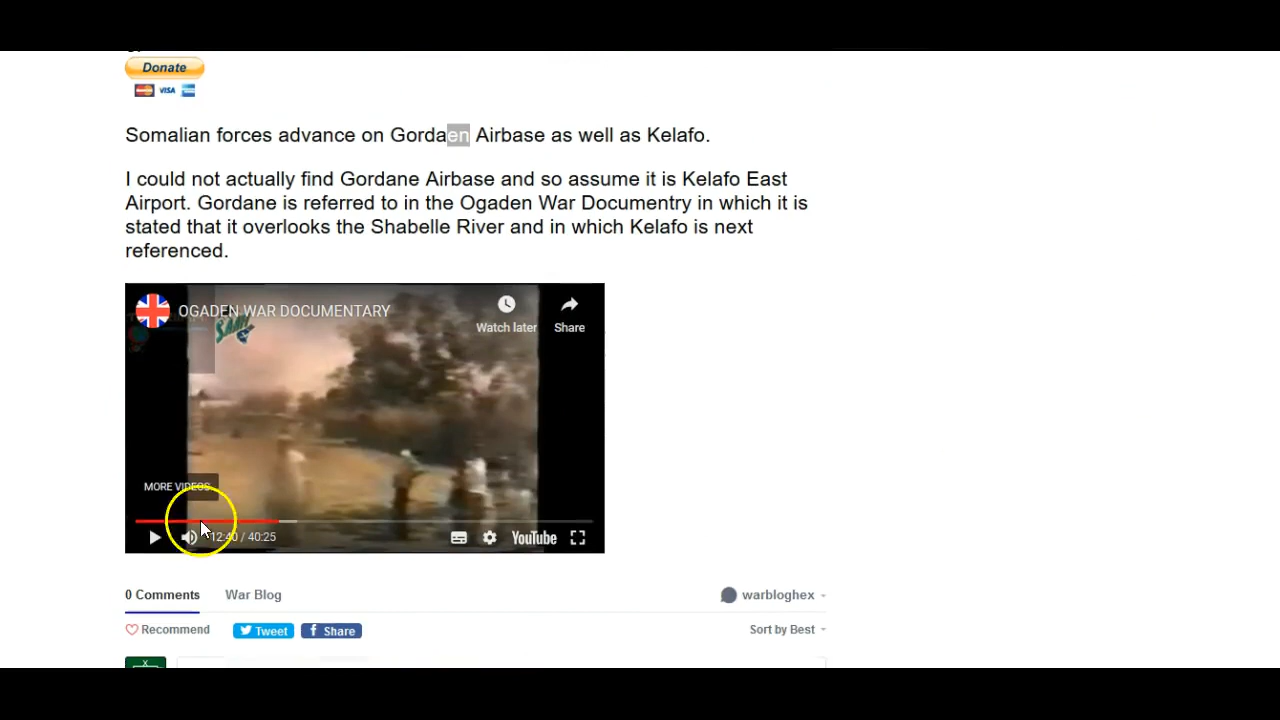 Donate
VISA
Somalian forces advance on Gordaen Airbase as well as Kelafo.
I could not actually find Gordane Airbase and so assume it is Kelafo East
Airport. Gordane is referred to in the Ogaden War Documentry in which it is
stated that it overlooks the Shabelle River and in which Kelafo is next
referenced.
OGADEN WAR DOCUMENTARY
Watch later
Share
MORE VIDEOS
12:40 / 40:25
YouTube
0 Comments
War Blog
warbloghex
Recommend
Tweet
f Share
Sort by Best
X